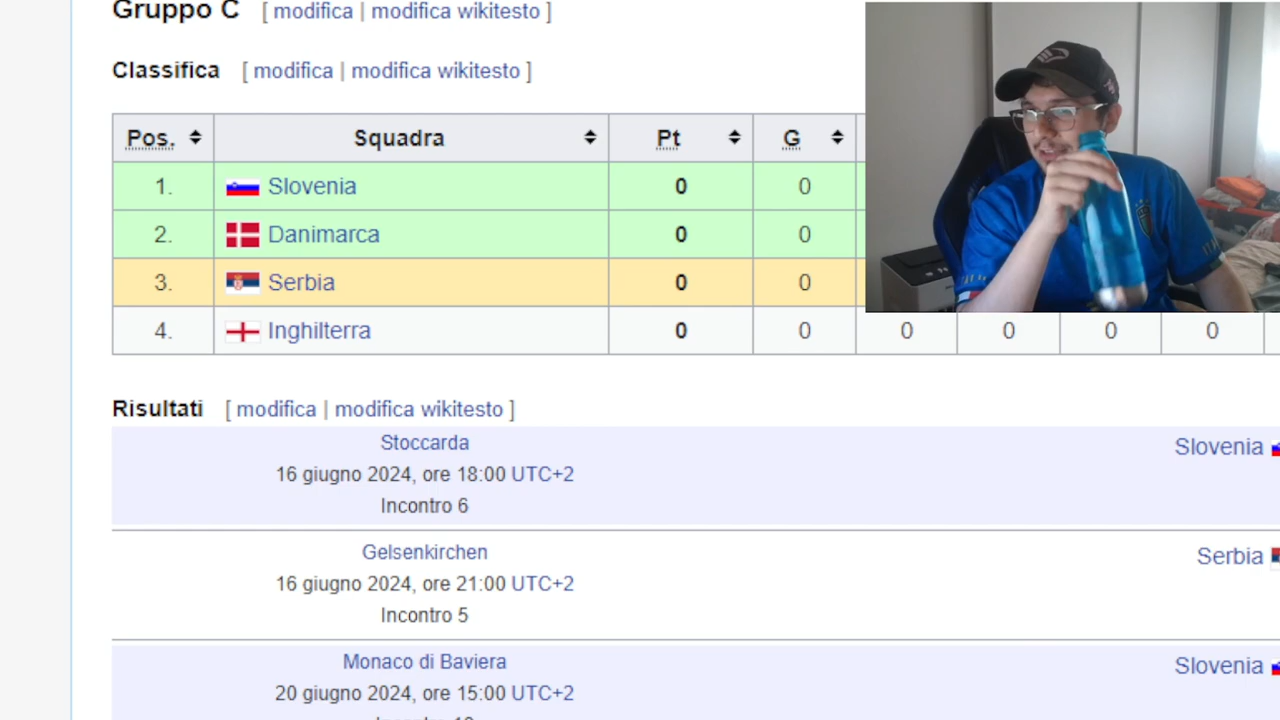 Gruppo C [ modifica | modifica wikitesto ]
Classifica [ modifica | modifica wikitesto ]
Pos. Squadra Pt G
1. Slovenia 0 0
2. Danimarca 0 0
3. Serbia 0 0
4. Inghilterra 0 0 0 0 0 0
Risultati [ modifica | modifica wikitesto ]
Stoccarda
16 giugno 2024, ore 18:00 UTC+2
Incontro 6
Slovenia
Gelsenkirchen
16 giugno 2024, ore 21:00 UTC+2
Incontro 5
Serbia
Monaco di Baviera
20 giugno 2024, ore 15:00 UTC+2
Slovenia